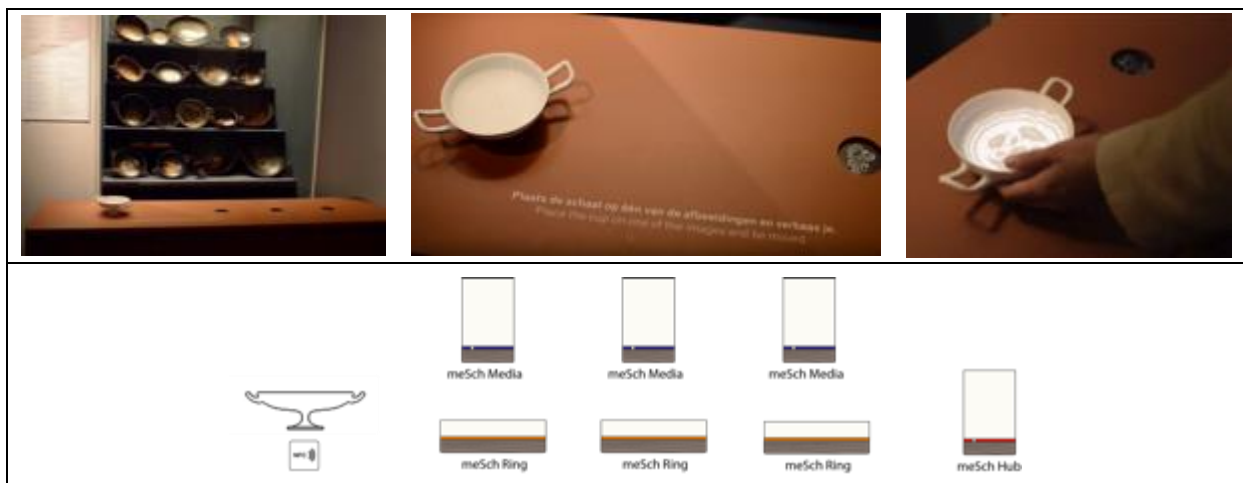 Plaats de schaal op één van de afbeeldingen en verbaas je.
Place the cup on one of the images and be moved
meSch Media
meSch Media
meSch Media
NFC
meSch Ring
meSch Ring
meSch Ring
meSch Hub